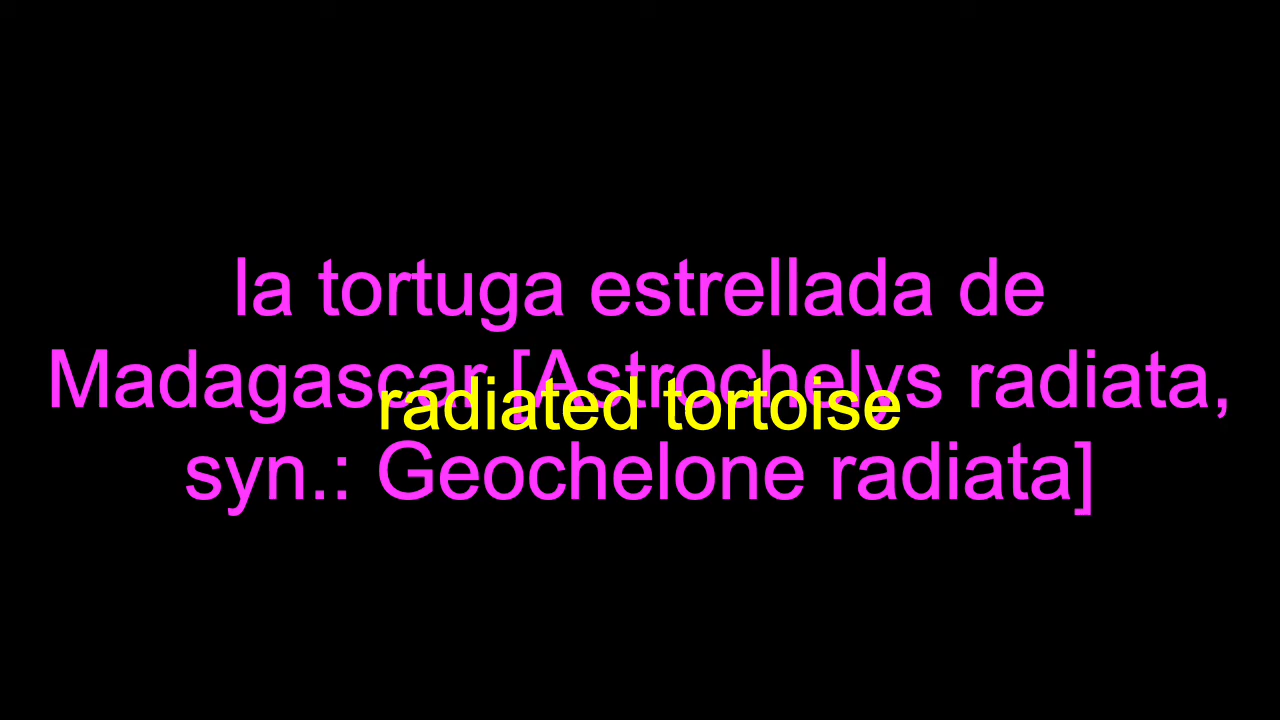 la tortuga estrellada de
Madagascar [Astrochelys radiata,
radiated tortoise
syn.: Geochelone radiata]